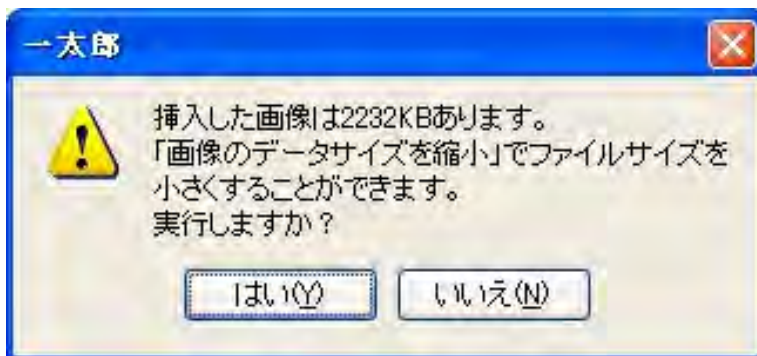 一太郎
挿入した画像は2232KBあります。
「画像のデータサイズを縮小」でファイルサイズを
小さくすることができます。
実行しますか？
はい(Y)
いいえ(N)